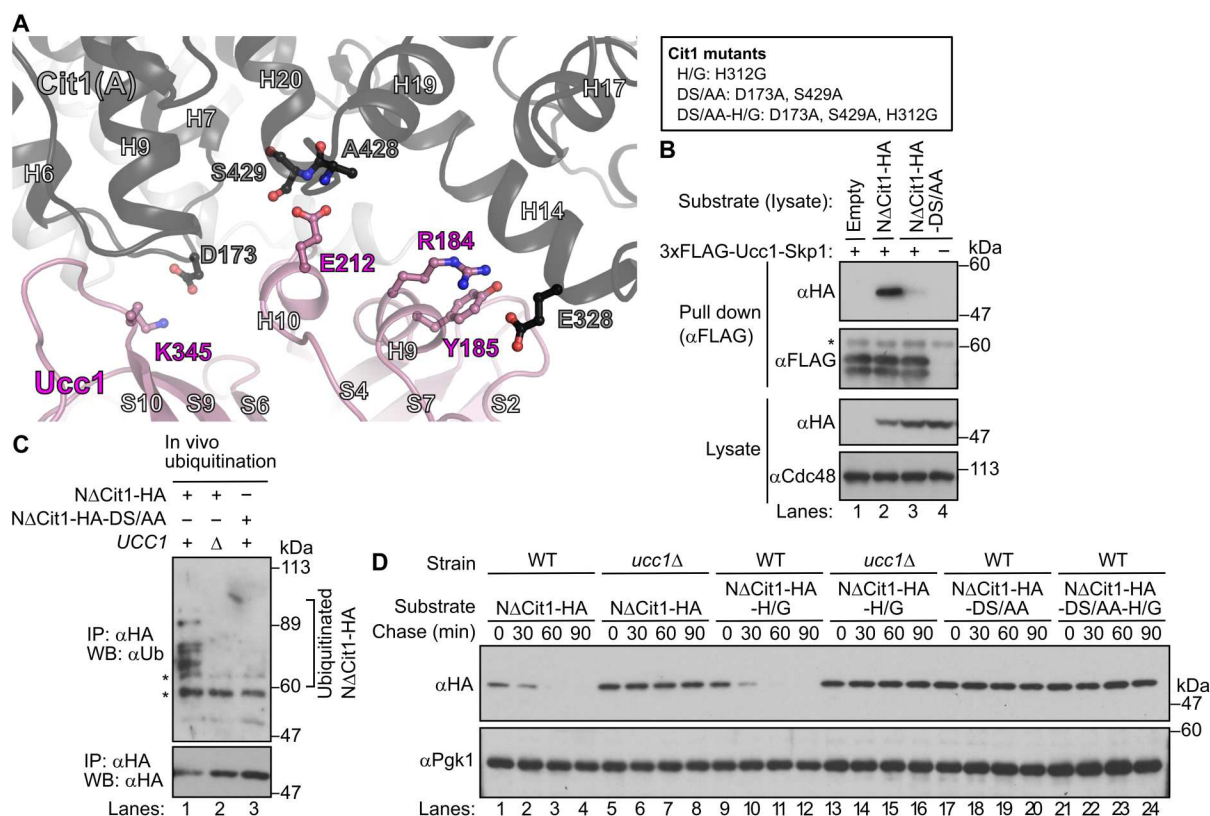 A
Cit1(A)
H20
H19
H17
H7
H9
H6
S429
A428
H14
D173
E212
R184
H10
E328
K345
H9
Y185
Ucc1
S10
S9
S6
S4
S7
S2
Cit1 mutants
H/G: H312G
DS/AA: D173A, S429A
DS/AA-H/G: D173A, S429A, H312G
B
Substrate (lysate):
Empty
NΔCit1-HA
NΔCit1-HA
-DS/AA
3xFLAG-Ucc1-Skp1: + + + −
kDa
Pull down
(αFLAG)
αHA
60
47
*
αFLAG
60
Lysate
αHA
47
αCdc48
113
Lanes: 1 2 3 4
C
In vivo
ubiquitination
NΔCit1-HA + + −
NΔCit1-HA-DS/AA − − +
UCC1 + Δ +
kDa
113
89
60
47
IP: αHA
WB: αUb
*
*
Ubiquitinated
NΔCit1-HA
IP: αHA
WB: αHA
47
Lanes: 1 2 3
D
Strain WT ucc1Δ WT ucc1Δ WT WT
Substrate NΔCit1-HA NΔCit1-HA NΔCit1-HA-H/G NΔCit1-HA-H/G NΔCit1-HA-DS/AA NΔCit1-HA-DS/AA-H/G
Chase (min) 0 30 60 90 0 30 60 90 0 30 60 90 0 30 60 90 0 30 60 90 0 30 60 90
αHA
kDa
47
60
αPgk1
Lanes: 1 2 3 4 5 6 7 8 9 10 11 12 13 14 15 16 17 18 19 20 21 22 23 24